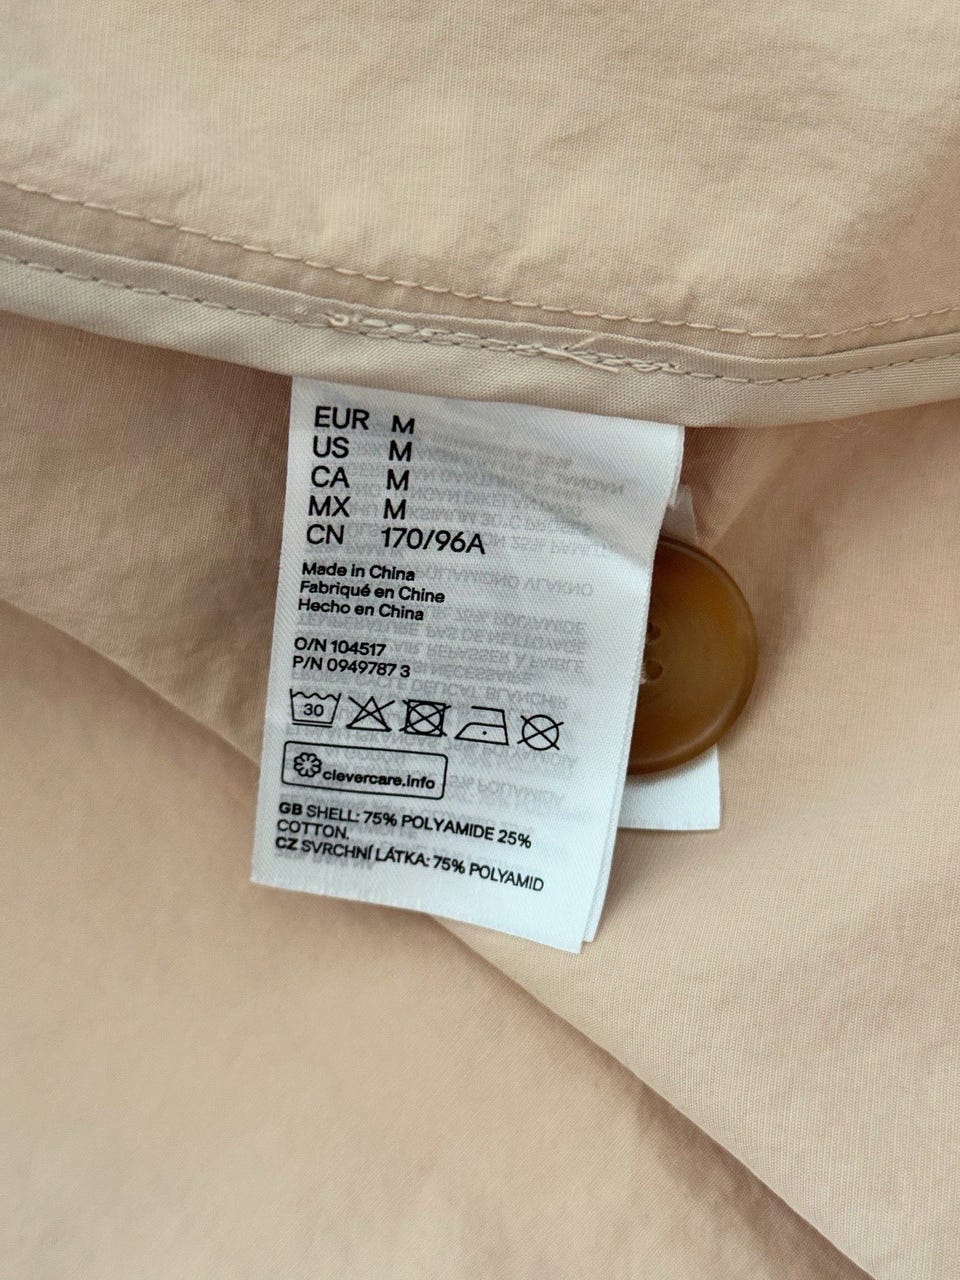 EUR M
US M
CA M
MX M
CN 170/96A
Made in China
Fabriqué en Chine
Hecho en China
O/N 104517
P/N 0949787 3
30
clevercare.info
GB SHELL: 75% POLYAMIDE 25%
COTTON.
CZ SVRCHNÍ LÁTKA: 75% POLYAMID